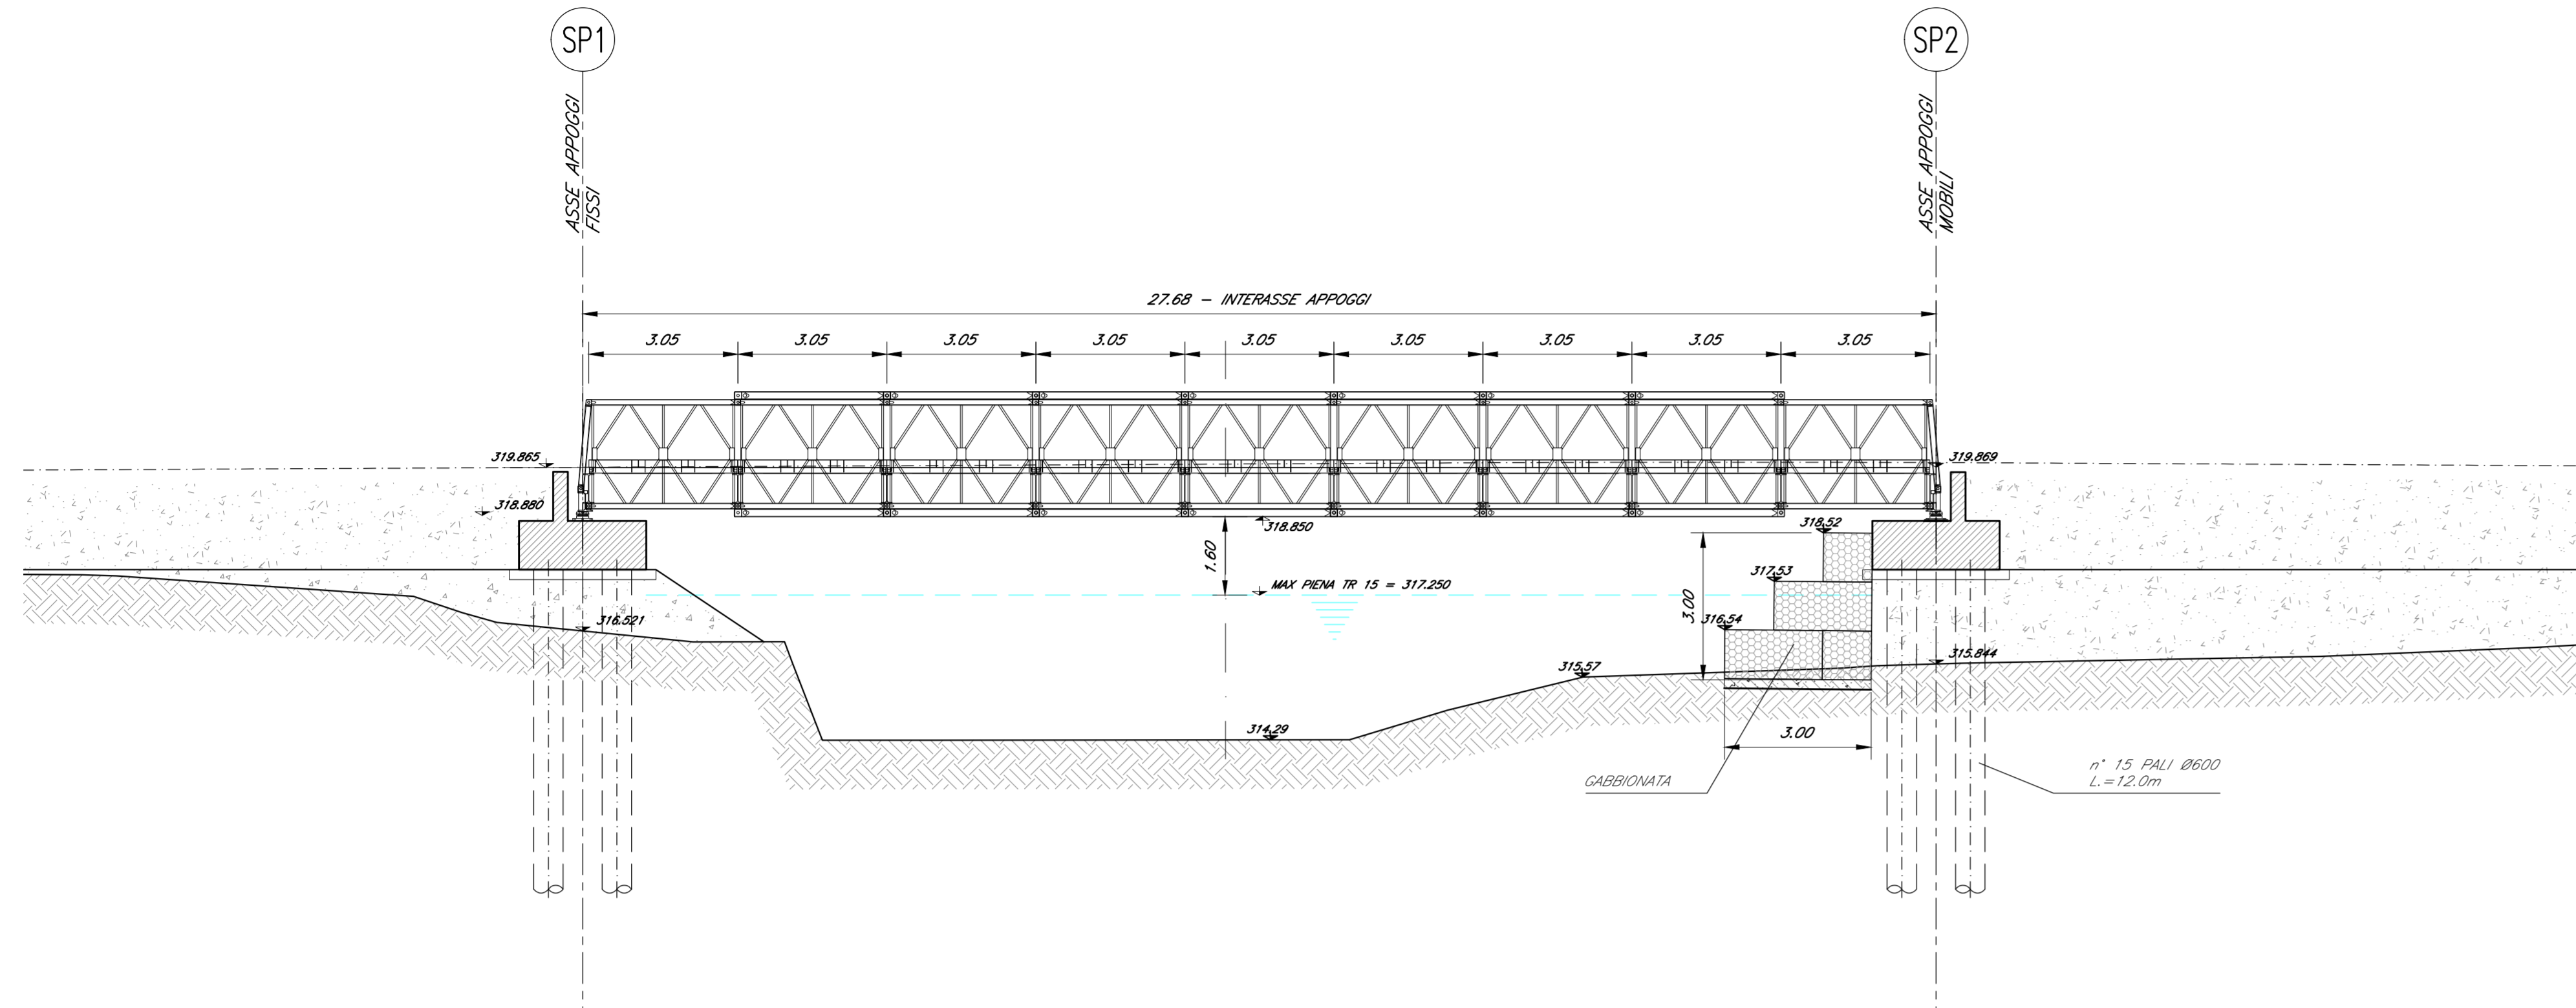 SP1
SP2
ASSE APPOGGI
FISSI
ASSE APPOGGI
MOBILI
27.68 - INTERASSE APPOGGI
3.05
3.05
3.05
3.05
3.05
3.05
3.05
3.05
3.05
319.865
319.869
318.880
318.850
318.52
1.60
MAX PIENA TR 15 = 317.250
317.53
3.00
316.521
316.54
315.57
315.844
314.29
3.00
GABBIONATA
n° 15 PALI Ø600
L.=12.0m